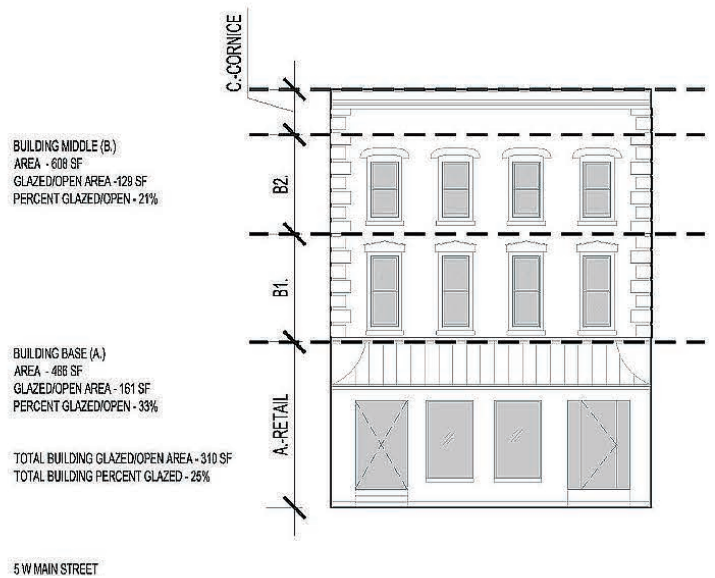 C.-CORNICE
BUILDING MIDDLE (B.)
AREA - 608 SF
GLAZED/OPEN AREA -129 SF
PERCENT GLAZED/OPEN - 21%
B2.
B1.
BUILDING BASE (A.)
AREA - 486 SF
GLAZED/OPEN AREA - 161 SF
PERCENT GLAZED/OPEN - 33%
A.-RETAIL
TOTAL BUILDING GLAZED/OPEN AREA - 310 SF
TOTAL BUILDING PERCENT GLAZED - 25%
5 W MAIN STREET